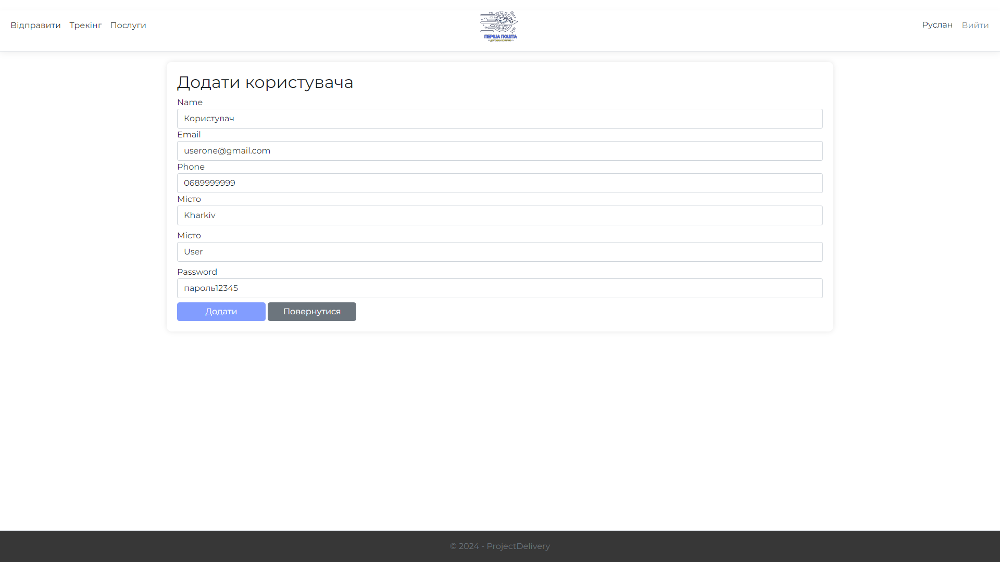 Відправити Трекінг Послуги
ПЕРША ПОШТА
Руслан Вийти
Додати користувача
Name
Користувач
Email
userone@gmail.com
Phone
0689999999
Місто
Kharkiv
Місто
User
Password
пароль12345
Додати Повернутися
© 2024 - ProjectDelivery